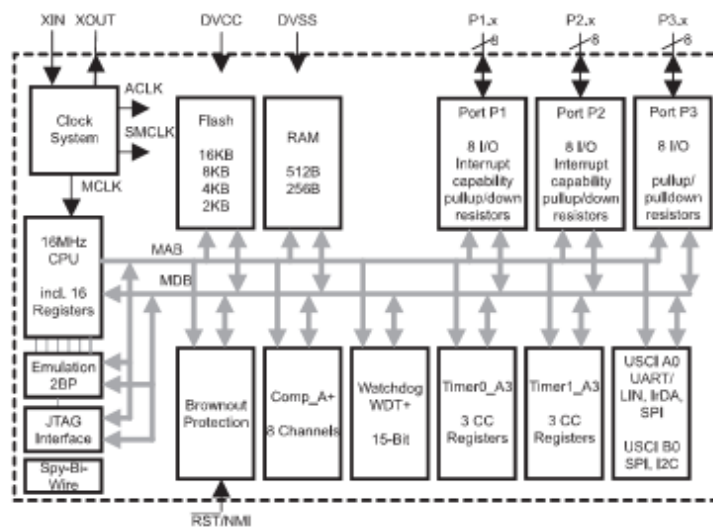 XIN XOUT DVCC DVSS P1.x P2.x P3.x
8 8 8
Clock
System
ACLK
SMCLK
MCLK
Flash
16KB
8KB
4KB
2KB
RAM
512B
256B
Port P1
8 I/O
Interrupt
capability
pullup/down
resistors
Port P2
8 I/O
Interrupt
capability
pullup/down
resistors
Port P3
8 I/O
pullup/
pulldown
resistors
16MHz
CPU
incl. 16
Registers
MAB
MDB
Emulation
2BP
JTAG
Interface
Spy-Bi-
Wire
Brownout
Protection
Comp_A+
8 Channels
Watchdog
WDT+
15-Bit
Timer0_A3
3 CC
Registers
Timer1_A3
3 CC
Registers
USCI A0
UART/
LIN, IrDA,
SPI
USCI B0
SPI, I2C
RST/NMI